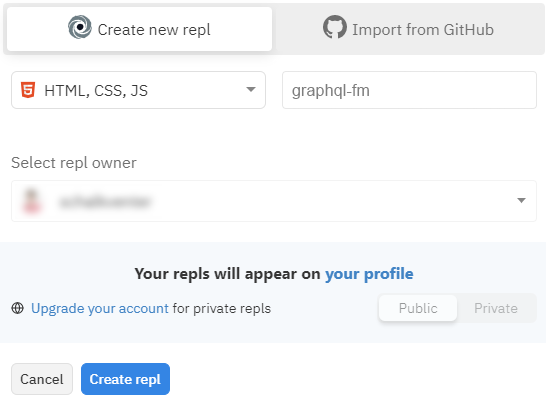 Create new repl
Import from GitHub
HTML, CSS, JS
graphql-fm
Select repl owner
Your repls will appear on your profile
Upgrade your account for private repls
Public
Private
Cancel
Create repl